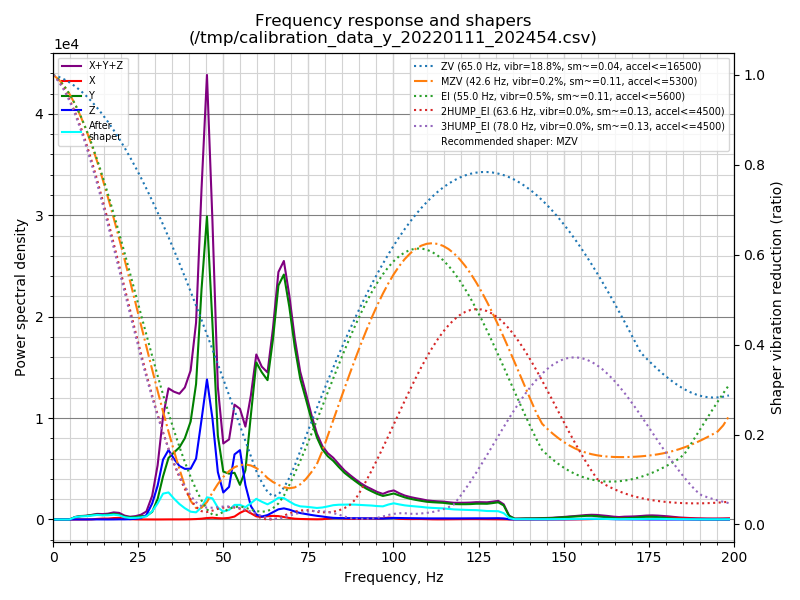 Frequency response and shapers
(/tmp/calibration_data_y_20220111_202454.csv)
1e4
X+Y+Z
X
Y
Z
After
shaper
ZV (65.0 Hz, vibr=18.8%, sm~=0.04, accel<=16500)
MZV (42.6 Hz, vibr=0.2%, sm~=0.11, accel<=5300)
EI (55.0 Hz, vibr=0.5%, sm~=0.11, accel<=5600)
2HUMP_EI (63.6 Hz, vibr=0.0%, sm~=0.13, accel<=4500)
3HUMP_EI (78.0 Hz, vibr=0.0%, sm~=0.13, accel<=4500)
Recommended shaper: MZV
Power spectral density
4
3
2
1
0
1.0
0.8
0.6
0.4
0.2
0.0
Shaper vibration reduction (ratio)
0 25 50 75 100 125 150 175 200
Frequency, Hz